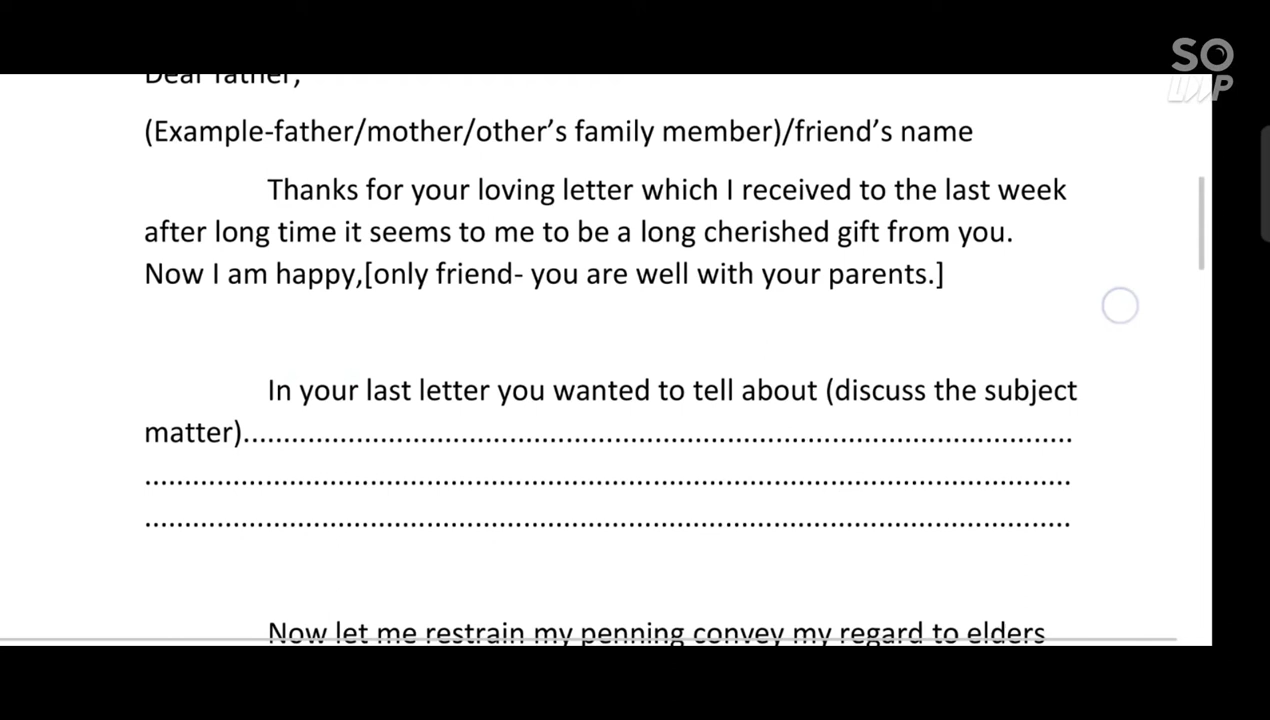 SO
Dear father,
(Example-father/mother/other’s family member)/friend’s name
Thanks for your loving letter which I received to the last week
after long time it seems to me to be a long cherished gift from you.
Now I am happy,[only friend- you are well with your parents.]
In your last letter you wanted to tell about (discuss the subject
matter).......................................................................................
....................................................................................................
....................................................................................................
Now let me restrain my penning convey my regard to elders